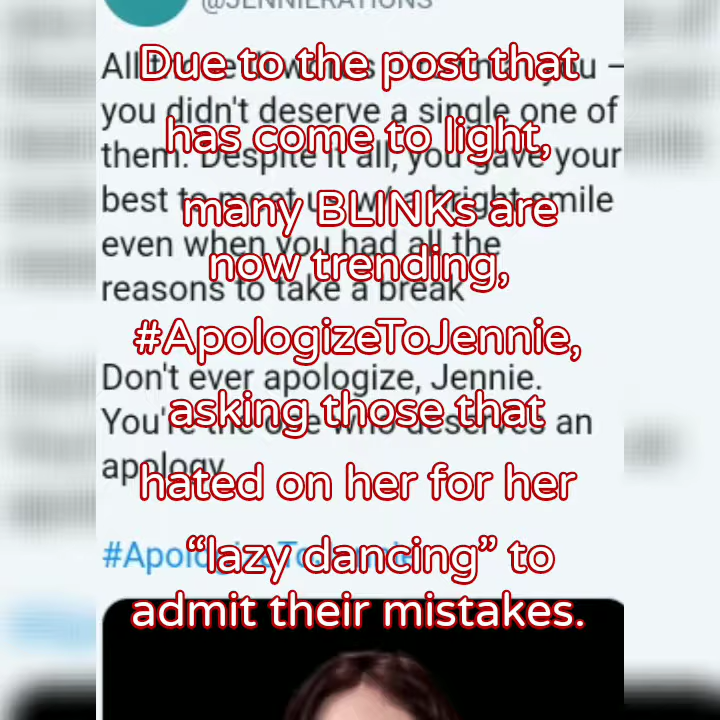 @JENNIERATIONS
Due to the post that
has come to light,
many BLINKs are
now trending,
#ApologizeToJennie,
asking those that
hated on her for her
“lazy dancing” to
admit their mistakes.
All
you didn't deserve a single one of
them. Despite it all, you gave your
best to meet us w/ a bright smile
even when you had all the
reasons to take a break
Don't ever apologize, Jennie.
You're the one who deserves an
apology
#ApologizeToJennie